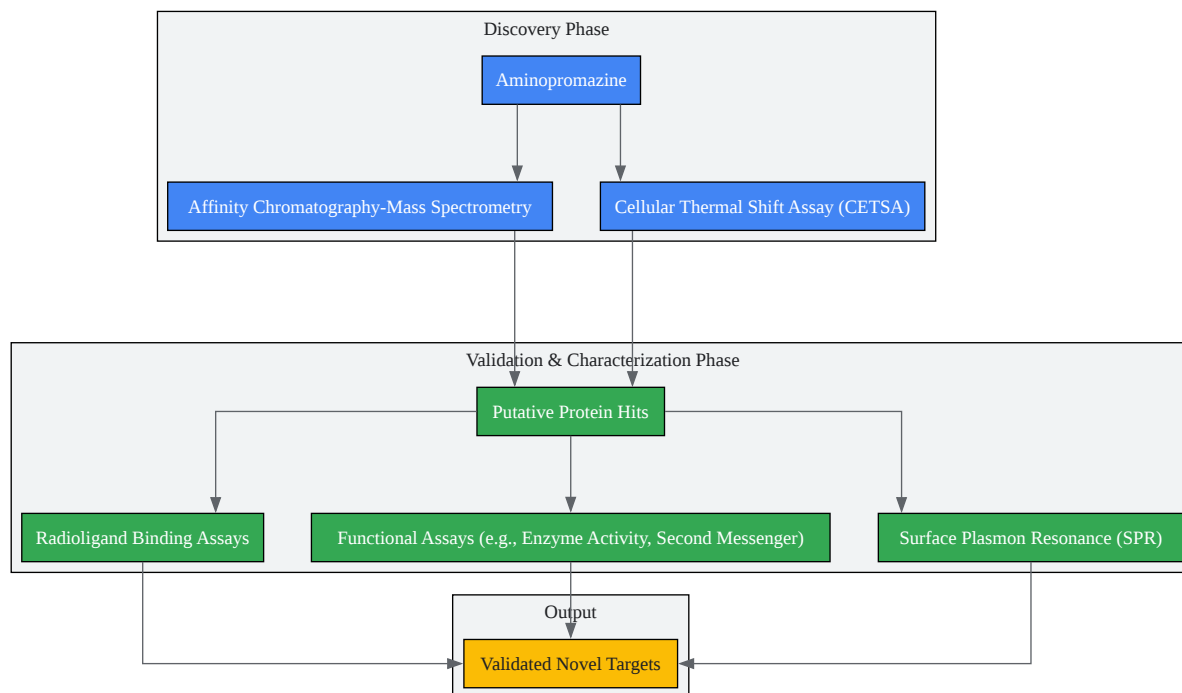 Discovery Phase
Aminopromazine
Affinity Chromatography-Mass Spectrometry
Cellular Thermal Shift Assay (CETSA)
Validation & Characterization Phase
Putative Protein Hits
Radioligand Binding Assays
Functional Assays (e.g., Enzyme Activity, Second Messenger)
Surface Plasmon Resonance (SPR)
Output
Validated Novel Targets